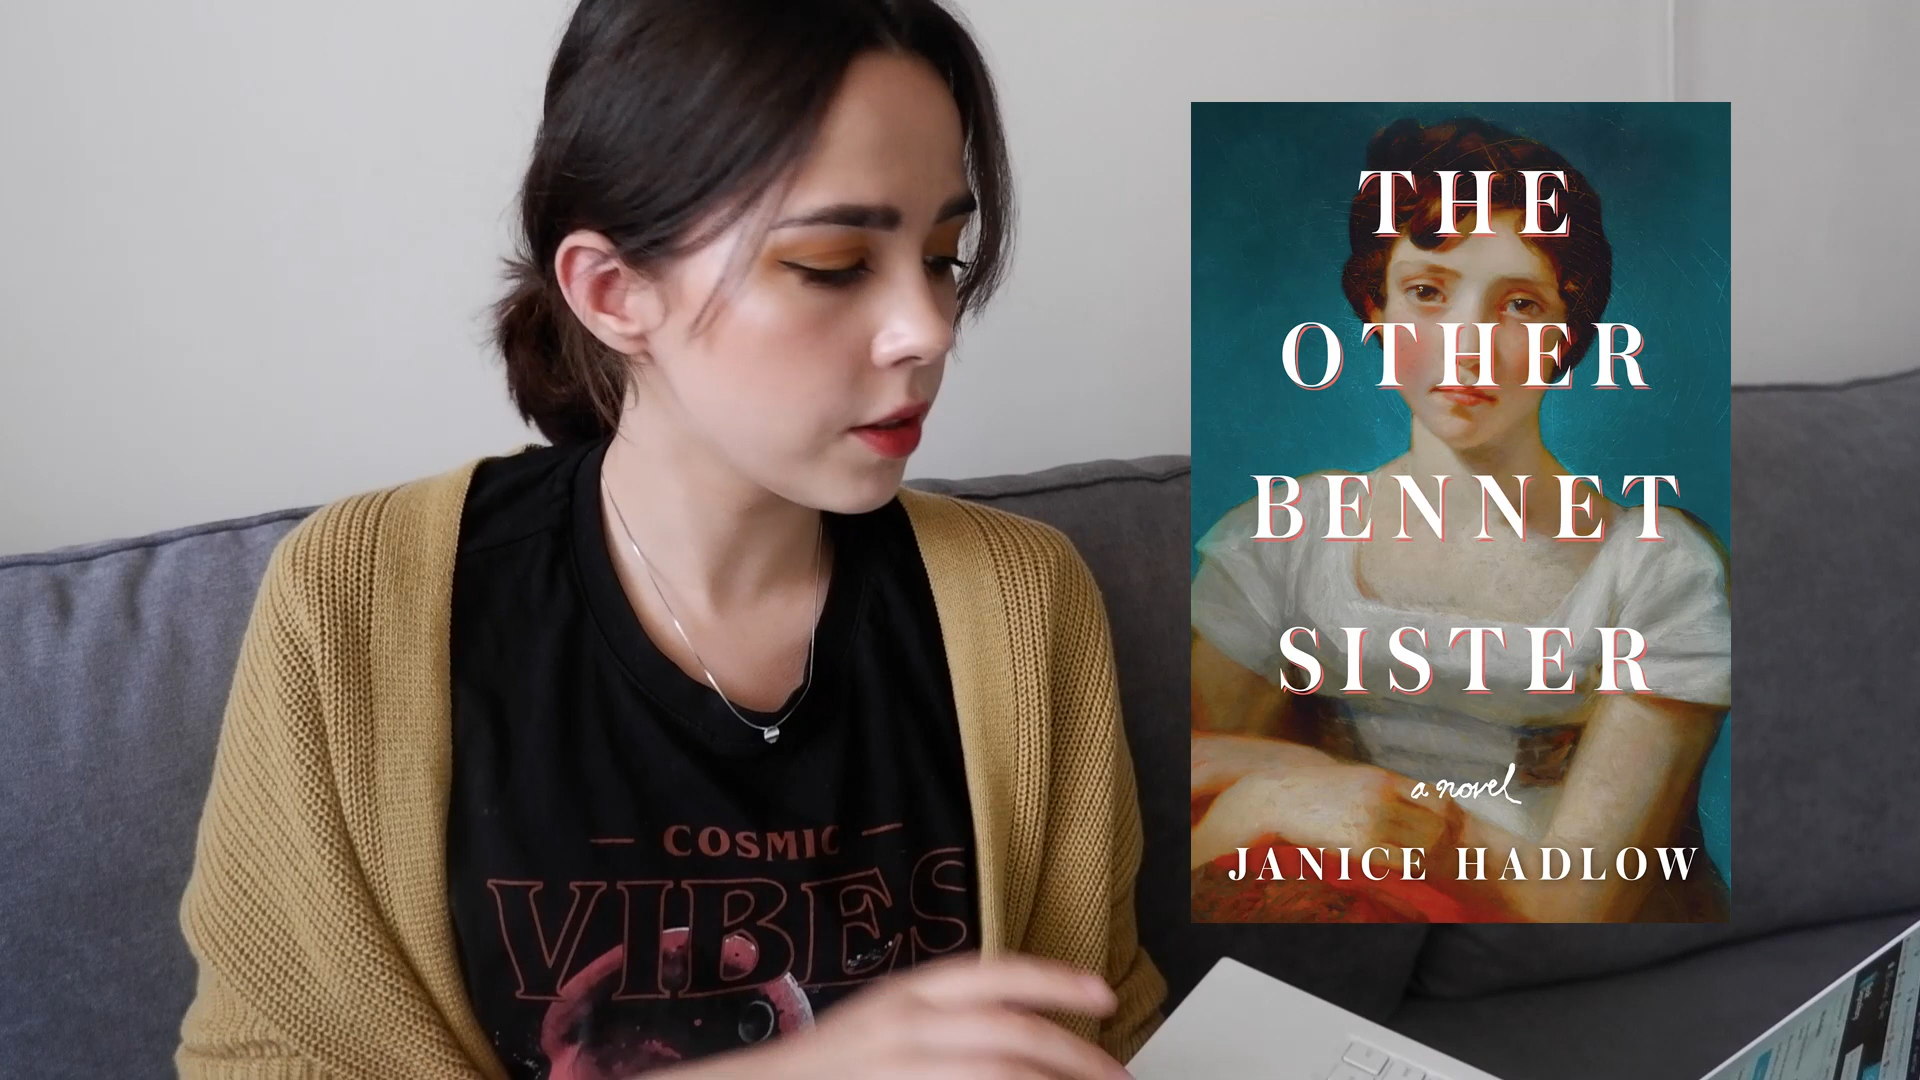 THE
OTHER
BENNET
SISTER
a novel
JANICE HADLOW
COSMIC
VIBES